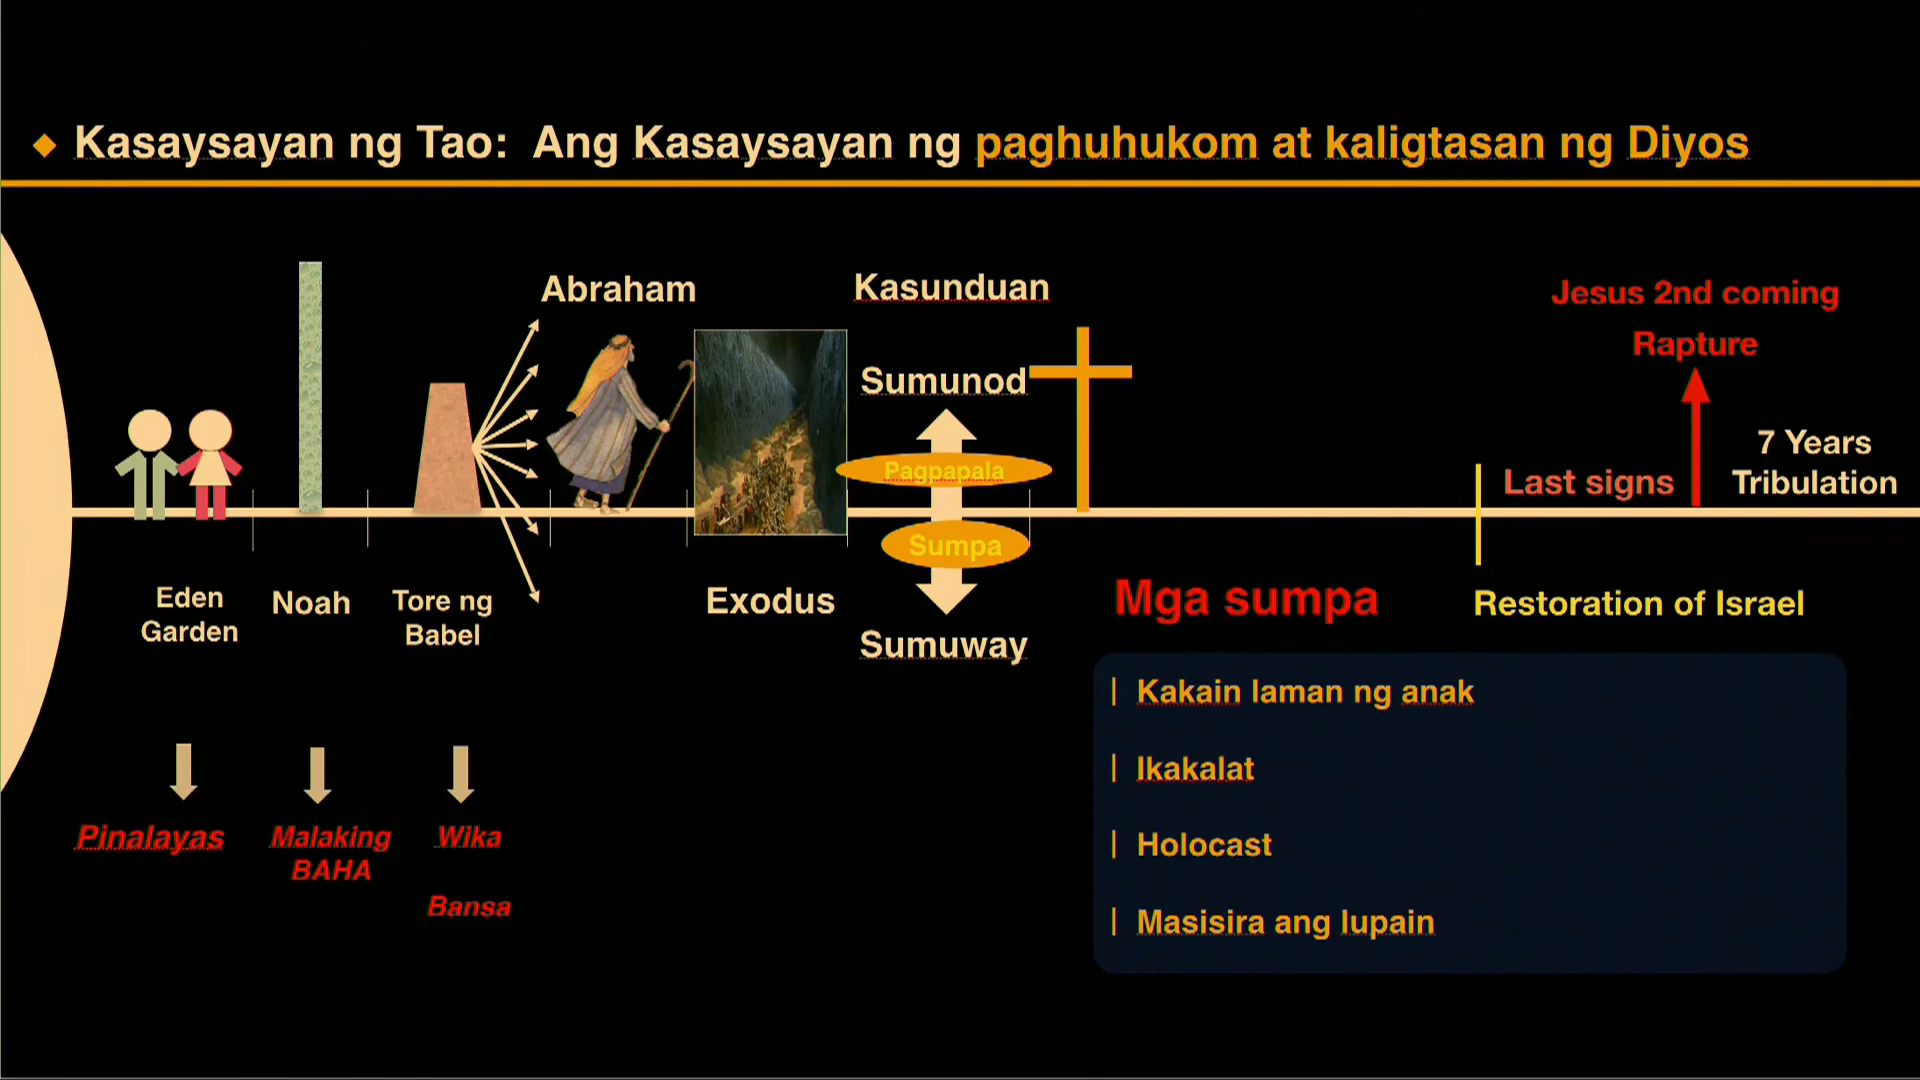 Kasaysayan ng Tao: Ang Kasaysayan ng paghuhukom at kaligtasan ng Diyos
Abraham
Kasunduan
Jesus 2nd coming
Rapture
Sumunod
7 Years
Tribulation
Pagpapala
Last signs
Sumpa
Eden
Garden
Noah
Tore ng
Babel
Exodus
Sumuway
Mga sumpa
Restoration of Israel
Kakain laman ng anak
Ikakalat
Holocast
Masisira ang lupain
Pinalayas
Malaking
BAHA
Wika
Bansa